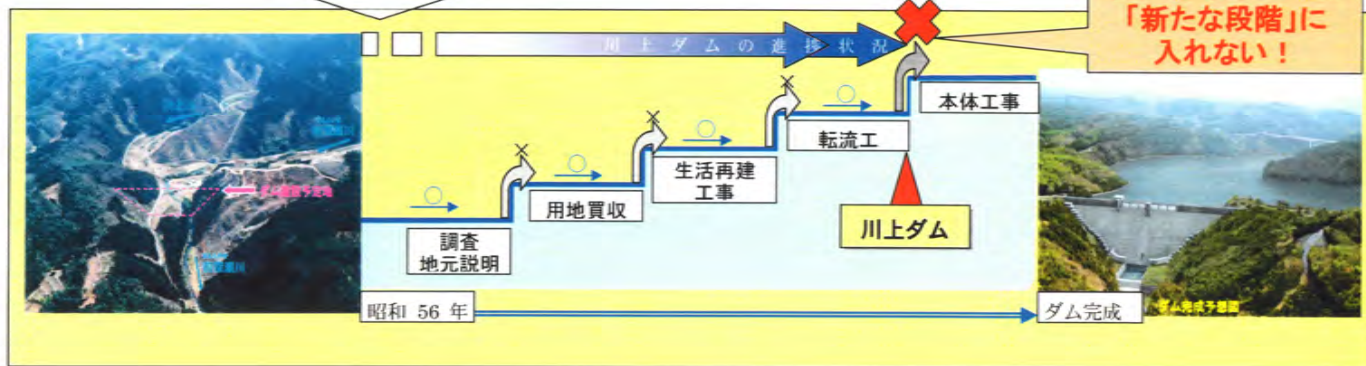 「新たな段階」に
入れない！
川上ダムの進捗状況
本体工事
転流工
生活再建
工事
用地買収
調査
地元説明
川上ダム
昭和 56 年
ダム完成
ダム完成予想図